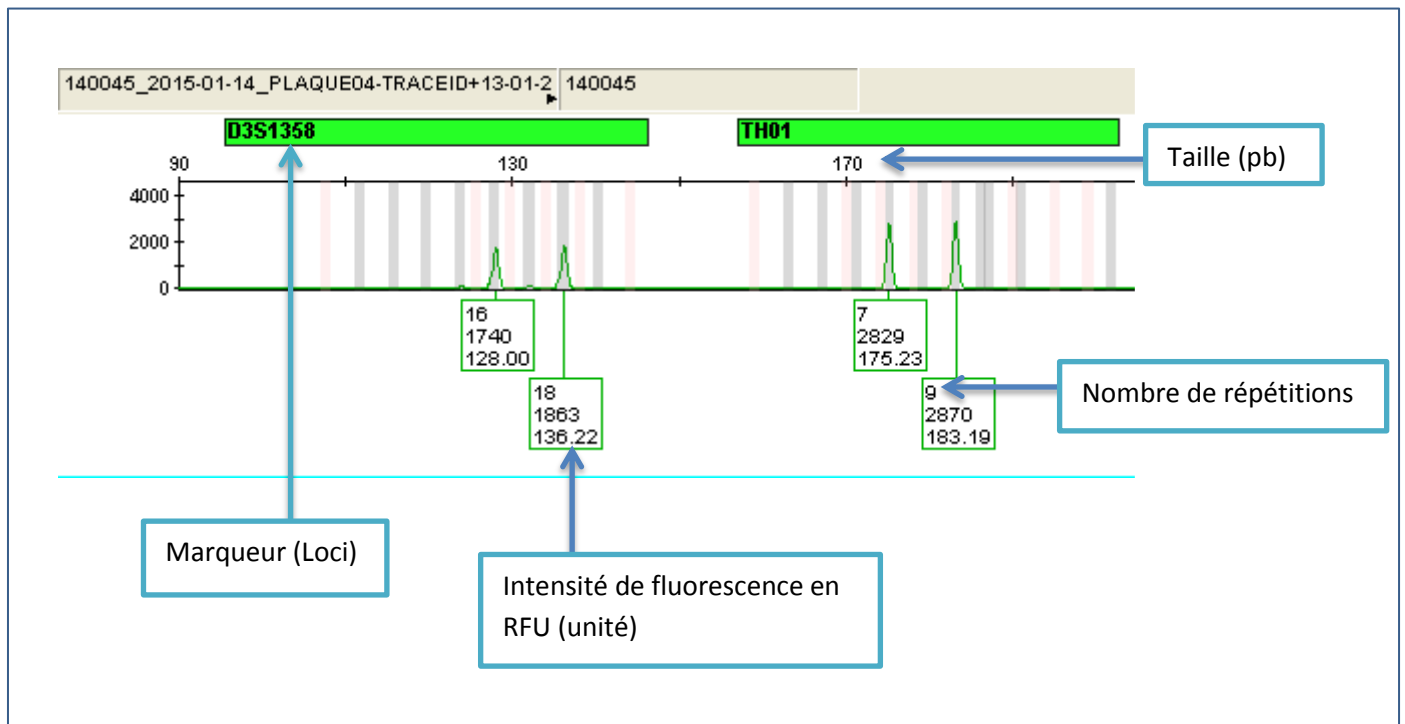 140045_2015-01-14_PLAQUE04-TRACEID+13-01-2 140045
D3S1358 TH01
90 130 170
Taille (pb)
4000
2000
0
16
1740
128.00
18
1863
136.22
7
2829
175.23
9
2870
183.19
Nombre de répétitions
Marqueur (Loci)
Intensité de fluorescence en
RFU (unité)